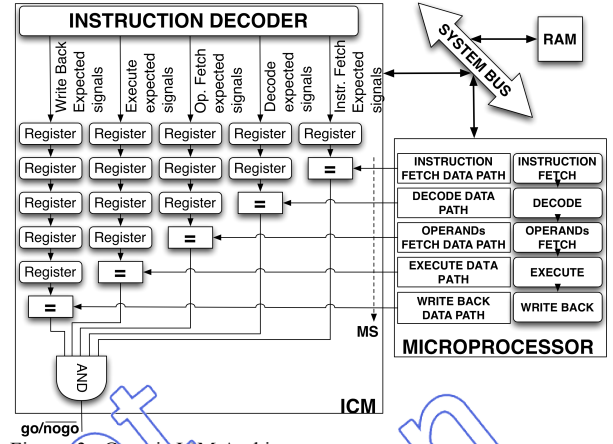 INSTRUCTION DECODER
Write Back
Expected
signals
Execute
expected
signals
Op. Fetch
expected
signals
Decode
expected
signals
Instr. Fetch
Expected
signals
SYSTEM BUS
RAM
Register Register Register Register Register
Register Register Register Register =
Register Register Register =
Register Register =
Register =
=
MS
AND
go/nogo
ICM
INSTRUCTION
FETCH DATA PATH
INSTRUCTION
FETCH
DECODE DATA
PATH
DECODE
OPERANDs
FETCH DATA PATH
OPERANDs
FETCH
EXECUTE DATA
PATH
EXECUTE
WRITE BACK
DATA PATH
WRITE BACK
MICROPROCESSOR